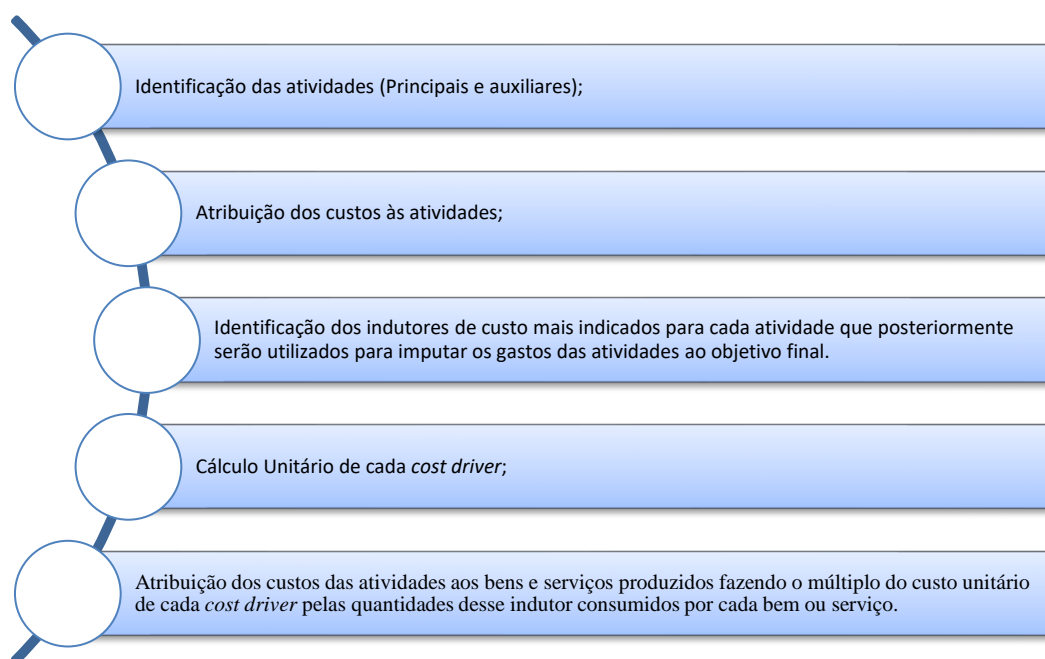 Identificação das atividades (Principais e auxiliares);
Atribuição dos custos às atividades;
Identificação dos indutores de custo mais indicados para cada atividade que posteriormente
serão utilizados para imputar os gastos das atividades ao objetivo final.
Cálculo Unitário de cada cost driver;
Atribuição dos custos das atividades aos bens e serviços produzidos fazendo o múltiplo do custo unitário
de cada cost driver pelas quantidades desse indutor consumidos por cada bem ou serviço.